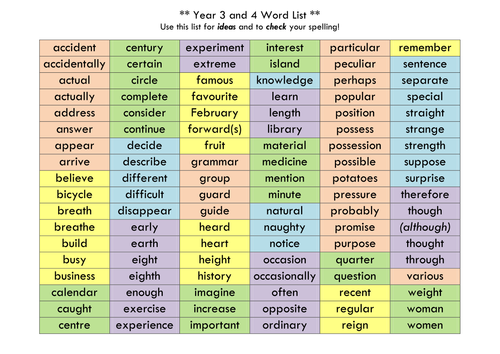 ** Year 3 and 4 Word List **
Use this list for ideas and to check your spelling!
accident century experiment interest particular remember
accidentally certain extreme island peculiar sentence
actual circle famous knowledge perhaps separate
actually complete favourite learn popular special
address consider February length position straight
answer continue forward(s) library possess strange
appear decide fruit material possession strength
arrive describe grammar medicine possible suppose
believe different group mention potatoes surprise
bicycle difficult guard minute pressure therefore
breath disappear guide natural probably though
breathe early heard naughty promise (although)
build earth heart notice purpose thought
busy eight height occasion quarter through
business eighth history occasionally question various
calendar enough imagine often recent weight
caught exercise increase opposite regular woman
centre experience important ordinary reign women